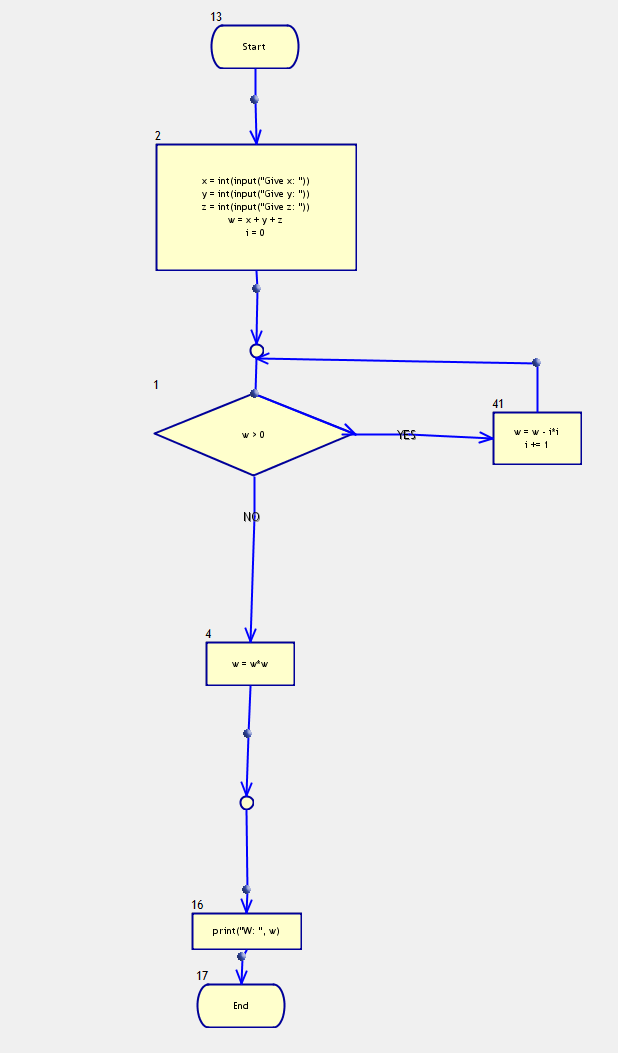 13
Start
2
x = int(input("Give x: "))
y = int(input("Give y: "))
z = int(input("Give z: "))
w = x + y + z
i = 0
1
w > 0
YES
41
w = w - i*i
i += 1
NO
4
w = w*w
16
print("W: ", w)
17
End